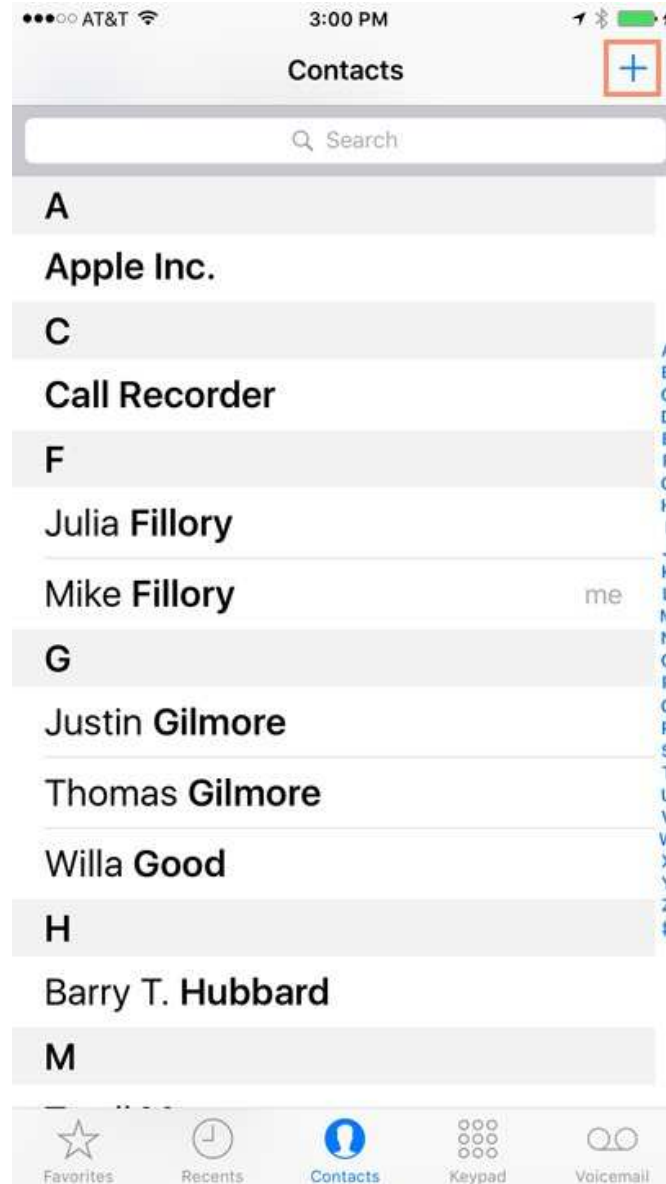 AT&T 3:00 PM
Contacts +
Search
A
Apple Inc.
C
Call Recorder
F
Julia Fillory
Mike Fillory me
G
Justin Gilmore
Thomas Gilmore
Willa Good
H
Barry T. Hubbard
M
Favorites Recents Contacts Keypad Voicemail